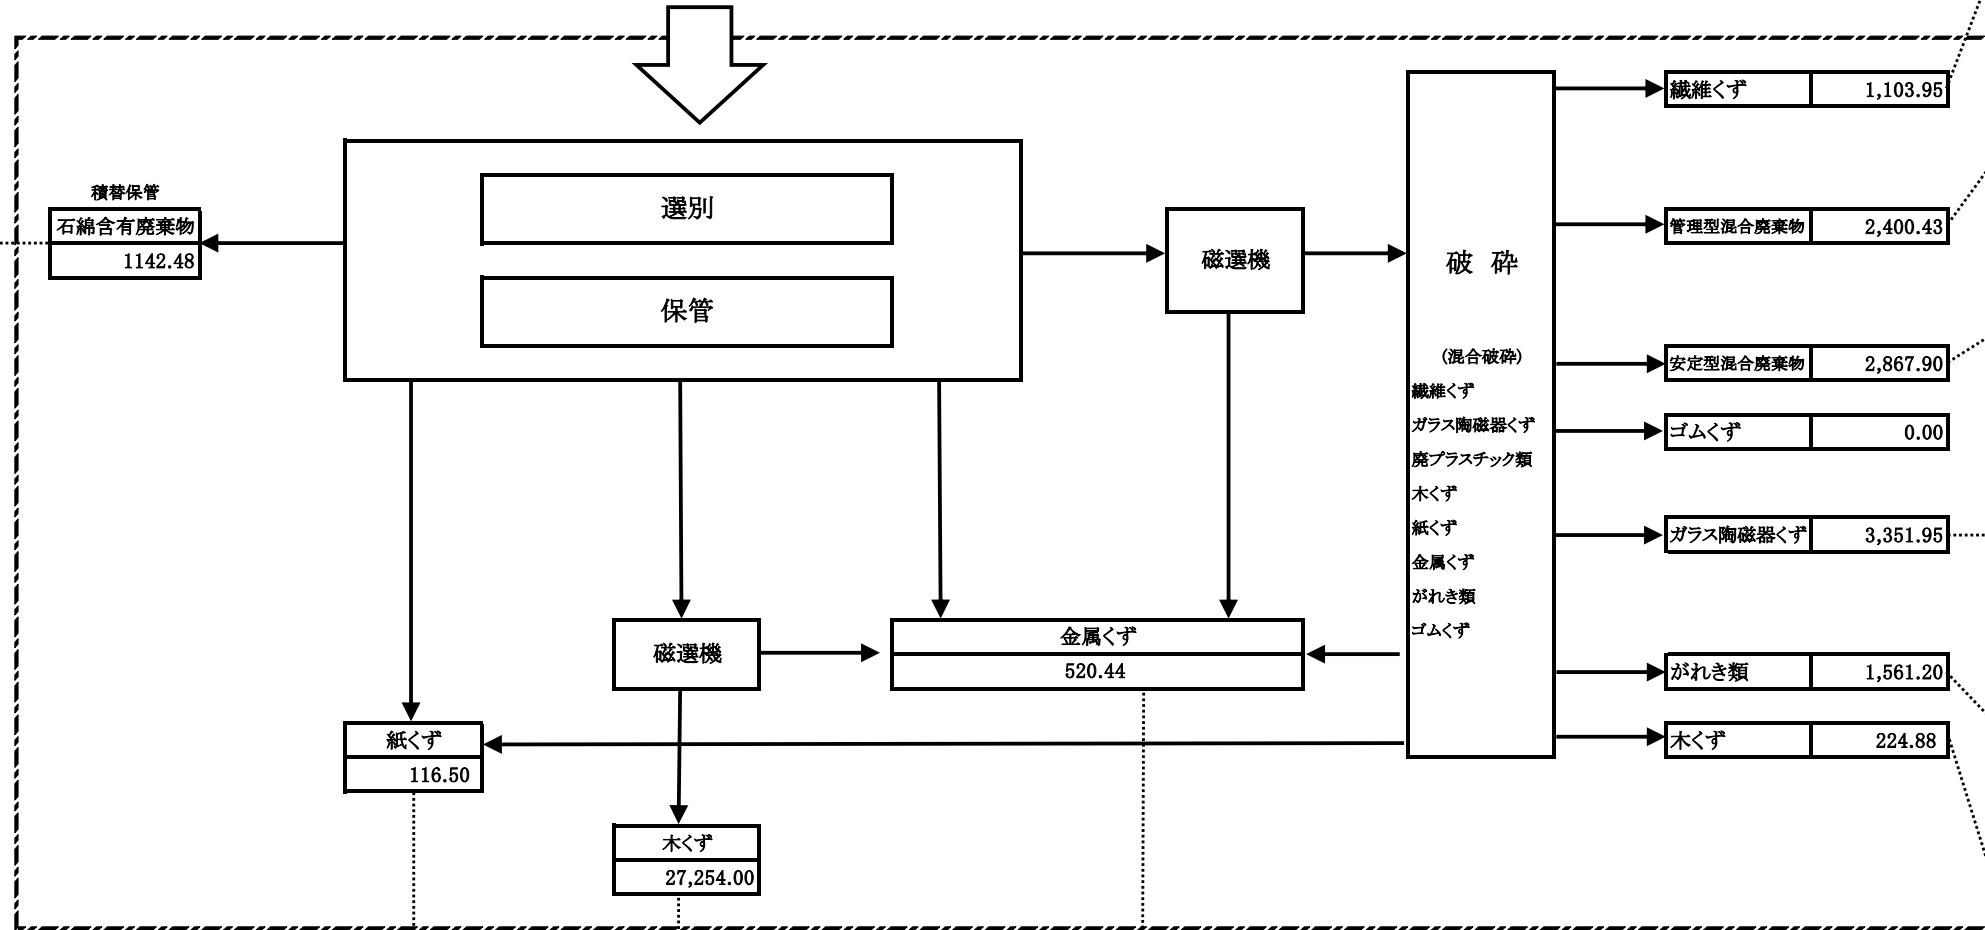 繊維くず 1,103.95
積替保管
石綿含有廃棄物
1142.48
選別
保管
磁選機
破 砕
(混合破砕)
繊維くず
ガラス陶磁器くず
廃プラスチック類
木くず
紙くず
金属くず
がれき類
ゴムくず
管理型混合廃棄物 2,400.43
安定型混合廃棄物 2,867.90
ゴムくず 0.00
ガラス陶磁器くず 3,351.95
がれき類 1,561.20
木くず 224.88
磁選機
金属くず
520.44
紙くず
116.50
木くず
27,254.00